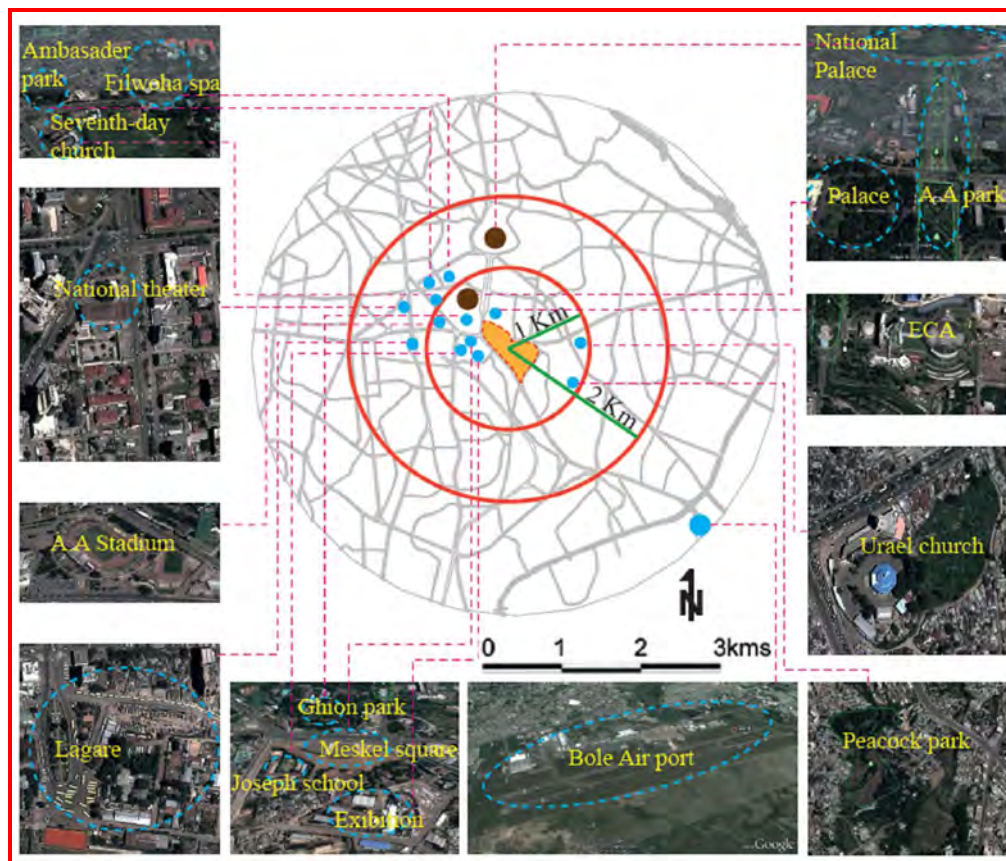 Ambasader
park
Filwoha spa
Seventh-day
church
National
Palace
Palace
A.A park
National theater
1 Km
2 Km
ECA
A.A Stadium
Urael church
N
0 1 2 3kms
Lagare
Ghion park
Meskel square
Joseph school
Exibition
Bole Air port
Google
Peacock park